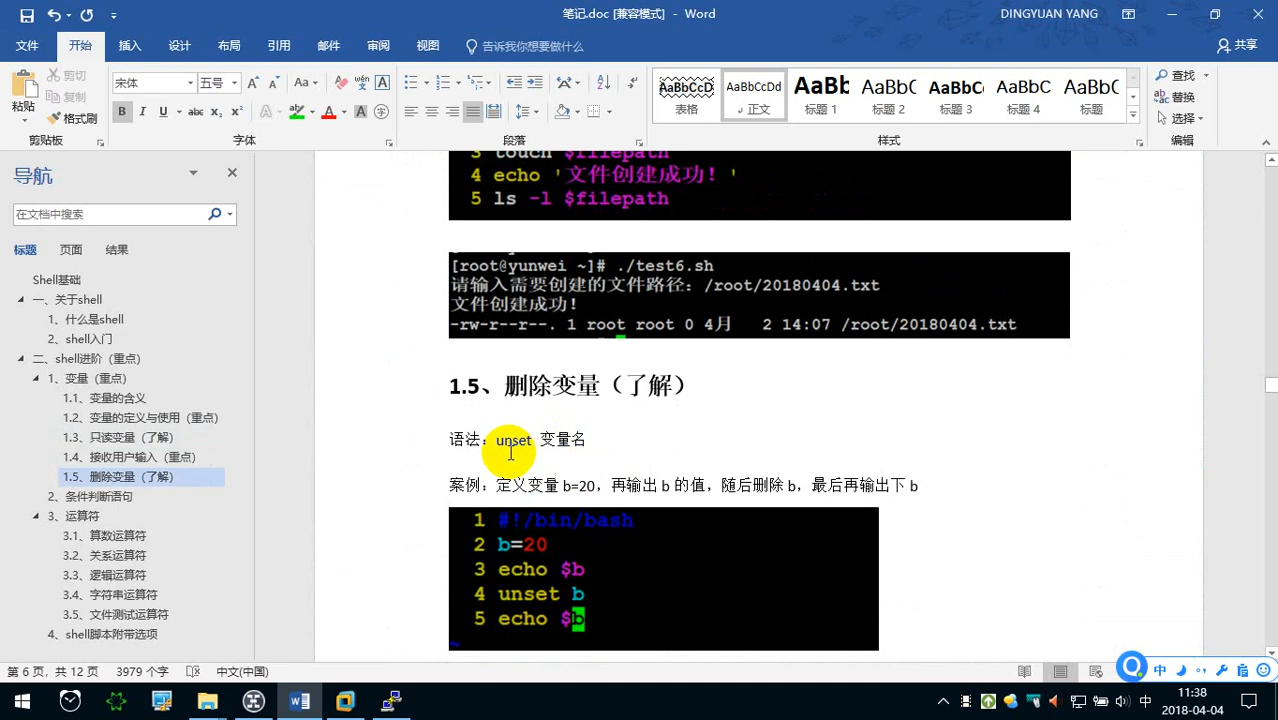 笔记.doc [兼容模式] - Word
DINGYUAN YANG
文件 开始 插入 设计 布局 引用 邮件 审阅 视图 告诉我你想要做什么 共享
粘贴 剪切 复制 格式刷
宋体 五号
AaBbCcD 表格
AaBbCcDd 正文
AaBb 标题 1
AaBbC 标题 2
AaBbC 标题 3
AaBbC 标题 4
AaBbC 标题
查找 替换 选择
剪贴板 字体 段落 样式 编辑
导航
在文档中搜索
标题 页面 结果
Shell基础
一、关于shell
1、什么是shell
2、shell入门
二、shell进阶（重点）
1、变量（重点）
1.1、变量的含义
1.2、变量的定义与使用（重点）
1.3、只读变量（了解）
1.4、接收用户输入（重点）
1.5、删除变量（了解）
2、条件判断语句
3、运算符
3.1、算数运算符
3.2、关系运算符
3.3、逻辑运算符
3.4、字符串运算符
3.5、文件测试运算符
4、shell脚本附带选项
3 touch $filepath
4 echo '文件创建成功！'
5 ls -l $filepath
[root@yunwei ~]# ./test6.sh
请输入需要创建的文件路径：/root/20180404.txt
文件创建成功！
-rw-r--r--. 1 root root 0 4月 2 14:07 /root/20180404.txt
1.5、删除变量（了解）
语法：unset 变量名
案例：定义变量 b=20，再输出 b 的值，随后删除 b，最后再输出下 b
1 #!/bin/bash
2 b=20
3 echo $b
4 unset b
5 echo $b
~
第 6 页，共 12 页 3979 个字 中文(中国)
中
中 11:38
2018-04-04